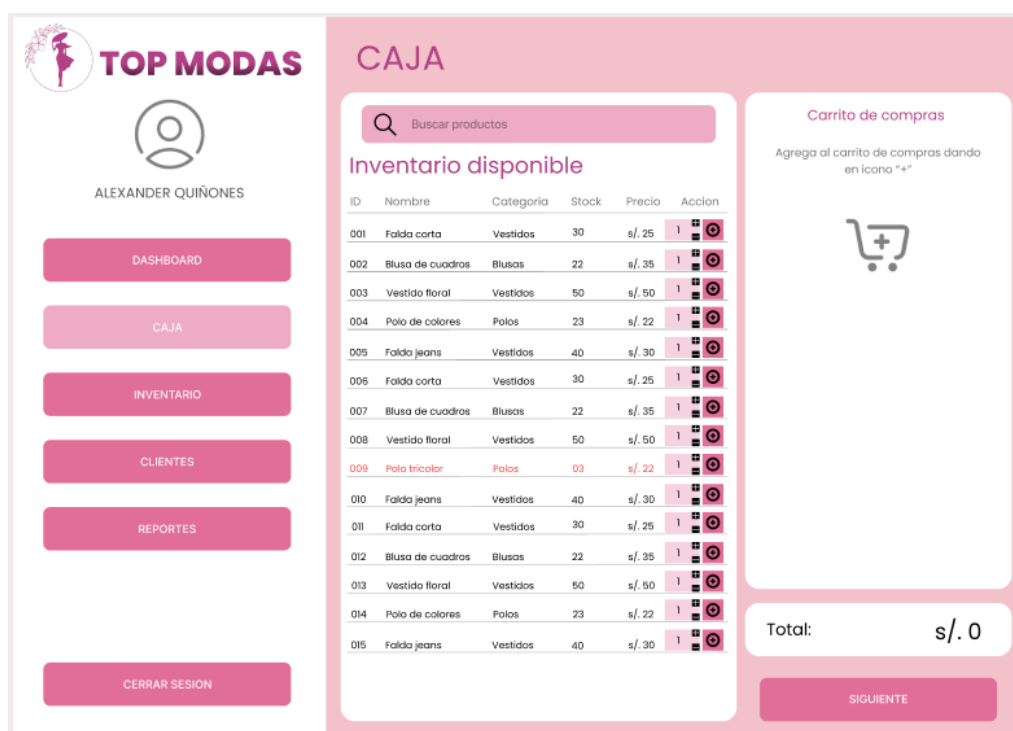 TOP MODAS
ALEXANDER QUIÑONES
DASHBOARD
CAJA
INVENTARIO
CLIENTES
REPORTES
CERRAR SESION
CAJA
Buscar productos
Inventario disponible
ID Nombre Categoria Stock Precio Accion
001 Falda corta Vestidos 30 s/. 25 1
002 Blusa de cuadros Blusas 22 s/. 35 1
003 Vestido floral Vestidos 50 s/. 50 1
004 Polo de colores Polos 23 s/. 22 1
005 Falda jeans Vestidos 40 s/. 30 1
006 Falda corta Vestidos 30 s/. 25 1
007 Blusa de cuadros Blusas 22 s/. 35 1
008 Vestido floral Vestidos 50 s/. 50 1
009 Polo tricolor Polos 03 s/. 22 1
010 Falda jeans Vestidos 40 s/. 30 1
011 Falda corta Vestidos 30 s/. 25 1
012 Blusa de cuadros Blusas 22 s/. 35 1
013 Vestido floral Vestidos 50 s/. 50 1
014 Polo de colores Polos 23 s/. 22 1
015 Falda jeans Vestidos 40 s/. 30 1
Carrito de compras
Agrega al carrito de compras dando
en icono "+"
Total: s/. 0
SIGUIENTE